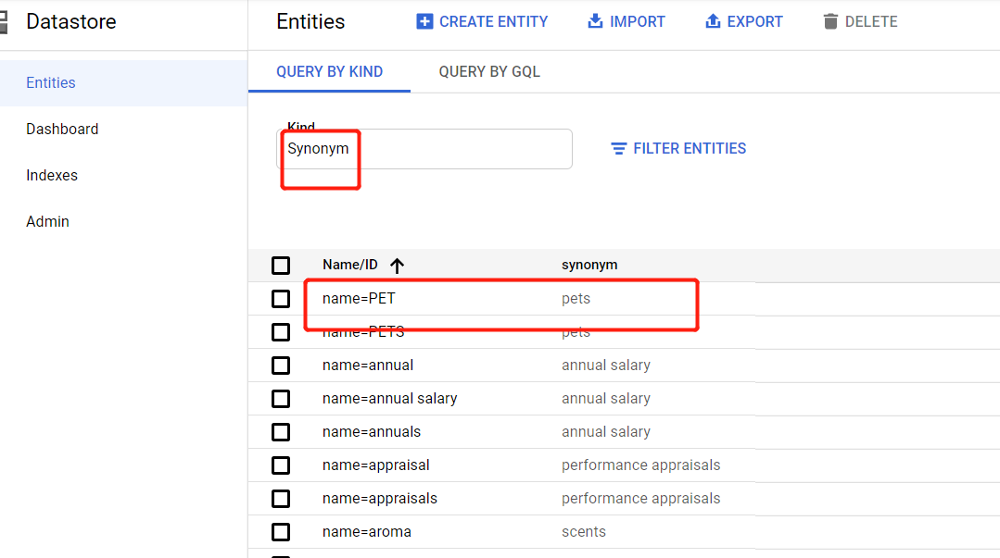 Datastore
Entities
CREATE ENTITY
IMPORT
EXPORT
DELETE
Entities
Dashboard
Indexes
Admin
QUERY BY KIND
QUERY BY GQL
Kind
Synonym
FILTER ENTITIES
Name/ID synonym
name=PET pets
name=PETS pets
name=annual annual salary
name=annual salary annual salary
name=annuals annual salary
name=appraisal performance appraisals
name=appraisals performance appraisals
name=aroma scents